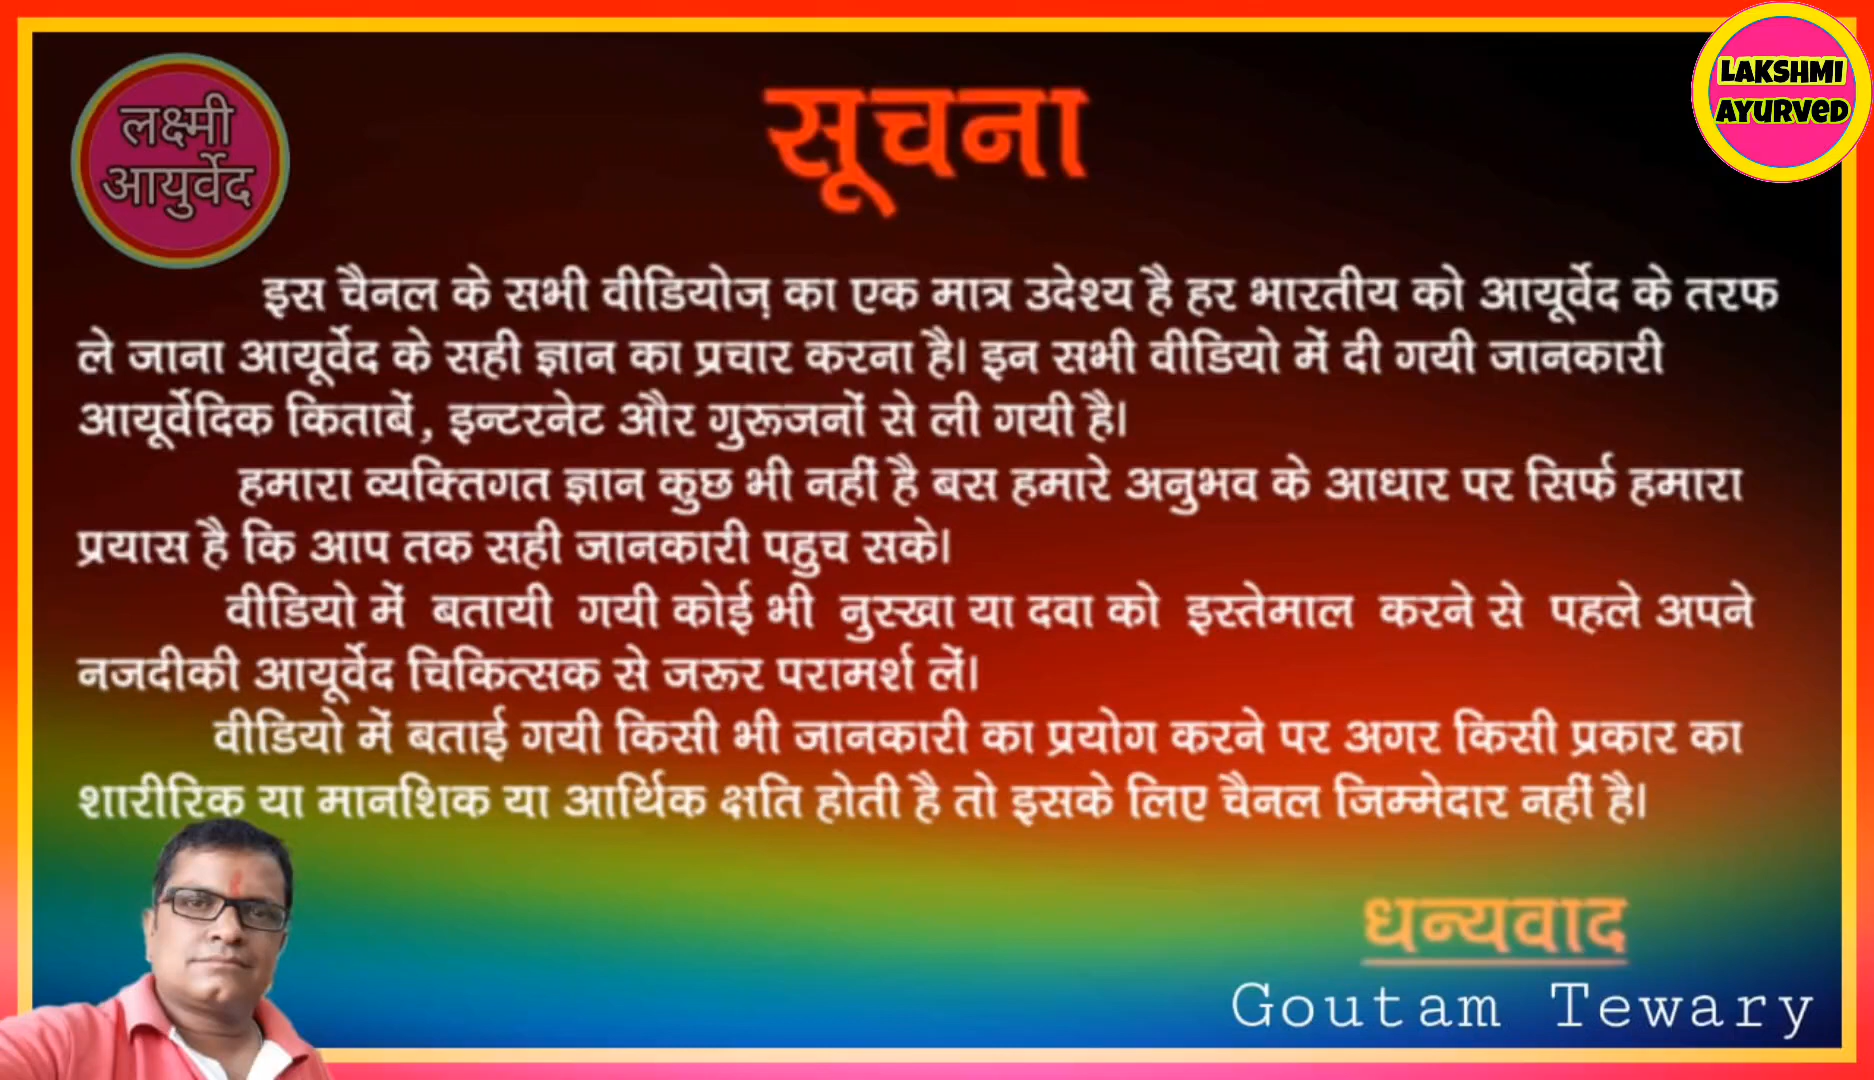 लक्ष्मी
आयुर्वेद
LAKSHMI
AYURVED
सूचना
इस चैनल के सभी वीडियोज़ का एक मात्र उदेश्य है हर भारतीय को आयूर्वेद के तरफ
ले जाना आयूर्वेद के सही ज्ञान का प्रचार करना है। इन सभी वीडियो में दी गयी जानकारी
आयूर्वेदिक किताबें, इन्टरनेट और गुरूजनों से ली गयी है।
हमारा व्यक्तिगत ज्ञान कुछ भी नहीं है बस हमारे अनुभव के आधार पर सिर्फ हमारा
प्रयास है कि आप तक सही जानकारी पहुच सके।
वीडियो में बतायी गयी कोई भी नुस्खा या दवा को इस्तेमाल करने से पहले अपने
नजदीकी आयूर्वेद चिकित्सक से जरूर परामर्श लें।
वीडियो में बताई गयी किसी भी जानकारी का प्रयोग करने पर अगर किसी प्रकार का
शारीरिक या मानशिक या आर्थिक क्षति होती है तो इसके लिए चैनल जिम्मेदार नहीं है।
धन्यवाद
Goutam Tewary